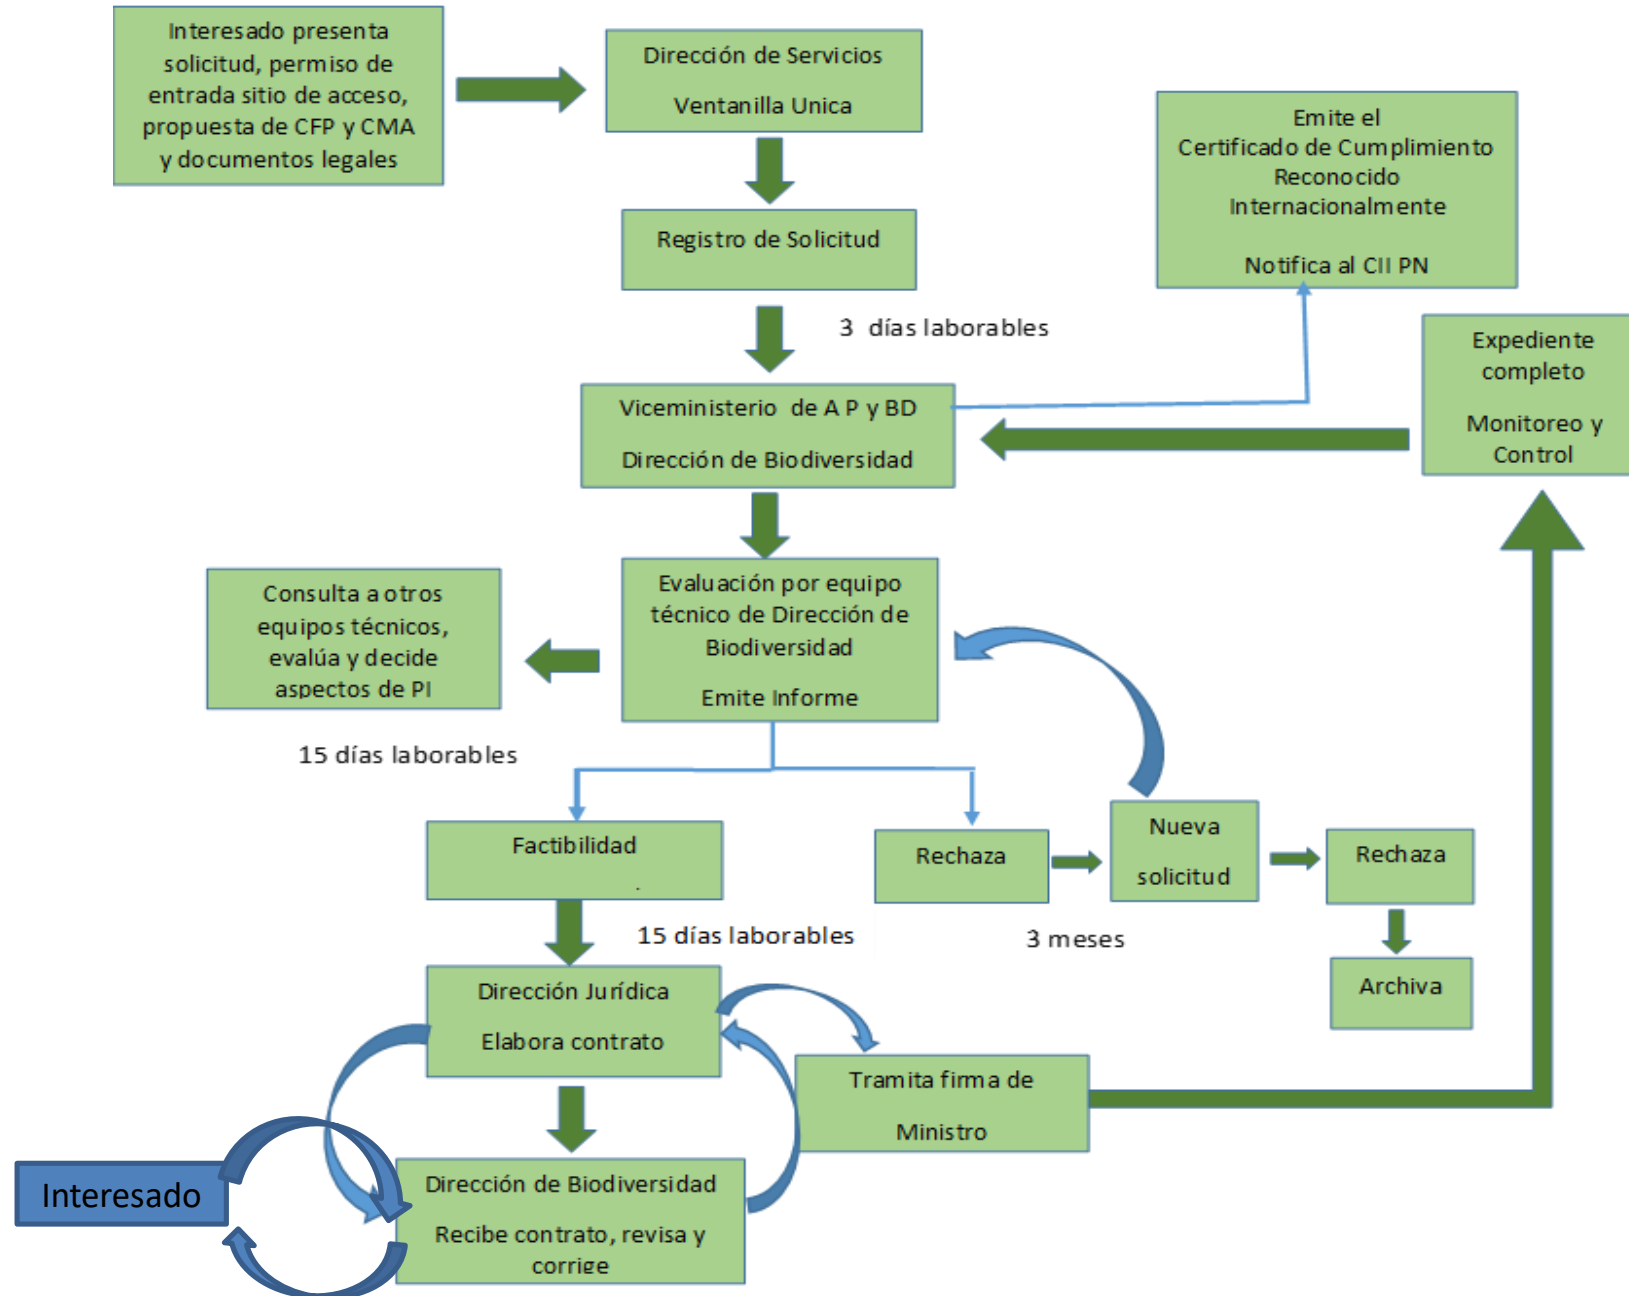 Interesado presenta
solicitud, permiso de
entrada sitio de acceso,
propuesta de CFP y CMA
y documentos legales
Dirección de Servicios
Ventanilla Unica
Emite el
Certificado de Cumplimiento
Reconocido
Internacionalmente
Notifica al CII PN
Registro de Solicitud
3 días laborables
Expediente
completo
Monitoreo y
Control
Viceministerio de A P y BD
Dirección de Biodiversidad
Consulta a otros
equipos técnicos,
evalúa y decide
aspectos de PI
Evaluación por equipo
técnico de Dirección de
Biodiversidad
Emite Informe
15 días laborables
Factibilidad
.
Rechaza
Nueva
solicitud
Rechaza
15 días laborables
3 meses
Archiva
Dirección Jurídica
Elabora contrato
Tramita firma de
Ministro
Interesado
Dirección de Biodiversidad
Recibe contrato, revisa y
corrige